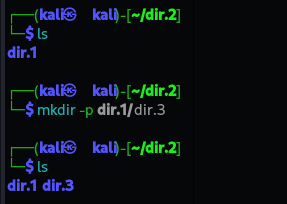 ┌──(kali㉿ kali)-[~/dir.2]
└─$ ls
dir.1
┌──(kali㉿ kali)-[~/dir.2]
└─$ mkdir -p dir.1/dir.3
┌──(kali㉿ kali)-[~/dir.2]
└─$ ls
dir.1 dir.3